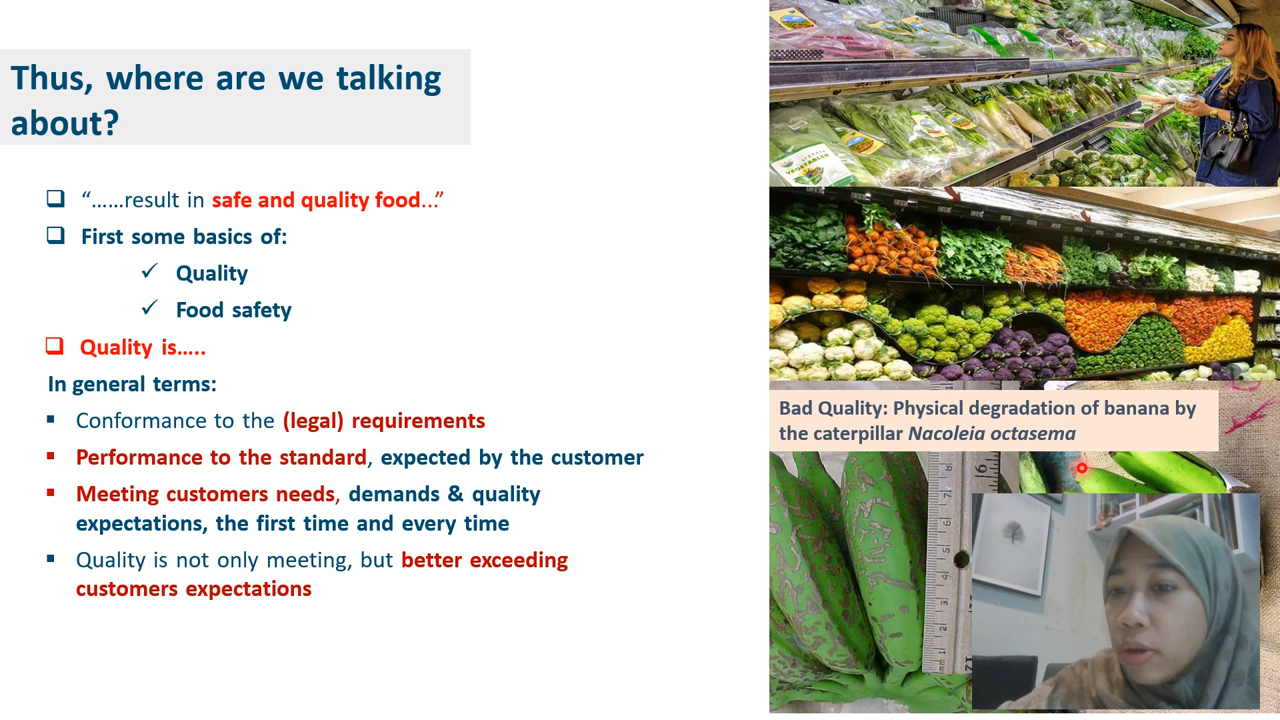 Thus, where are we talking
about?
“……result in safe and quality food...”
First some basics of:
Quality
Food safety
Quality is…..
In general terms:
Conformance to the (legal) requirements
Performance to the standard, expected by the customer
Meeting customers needs, demands & quality
expectations, the first time and every time
Quality is not only meeting, but better exceeding
customers expectations
VEGETABLES
Bad Quality: Physical degradation of banana by
the caterpillar Nacoleia octasema